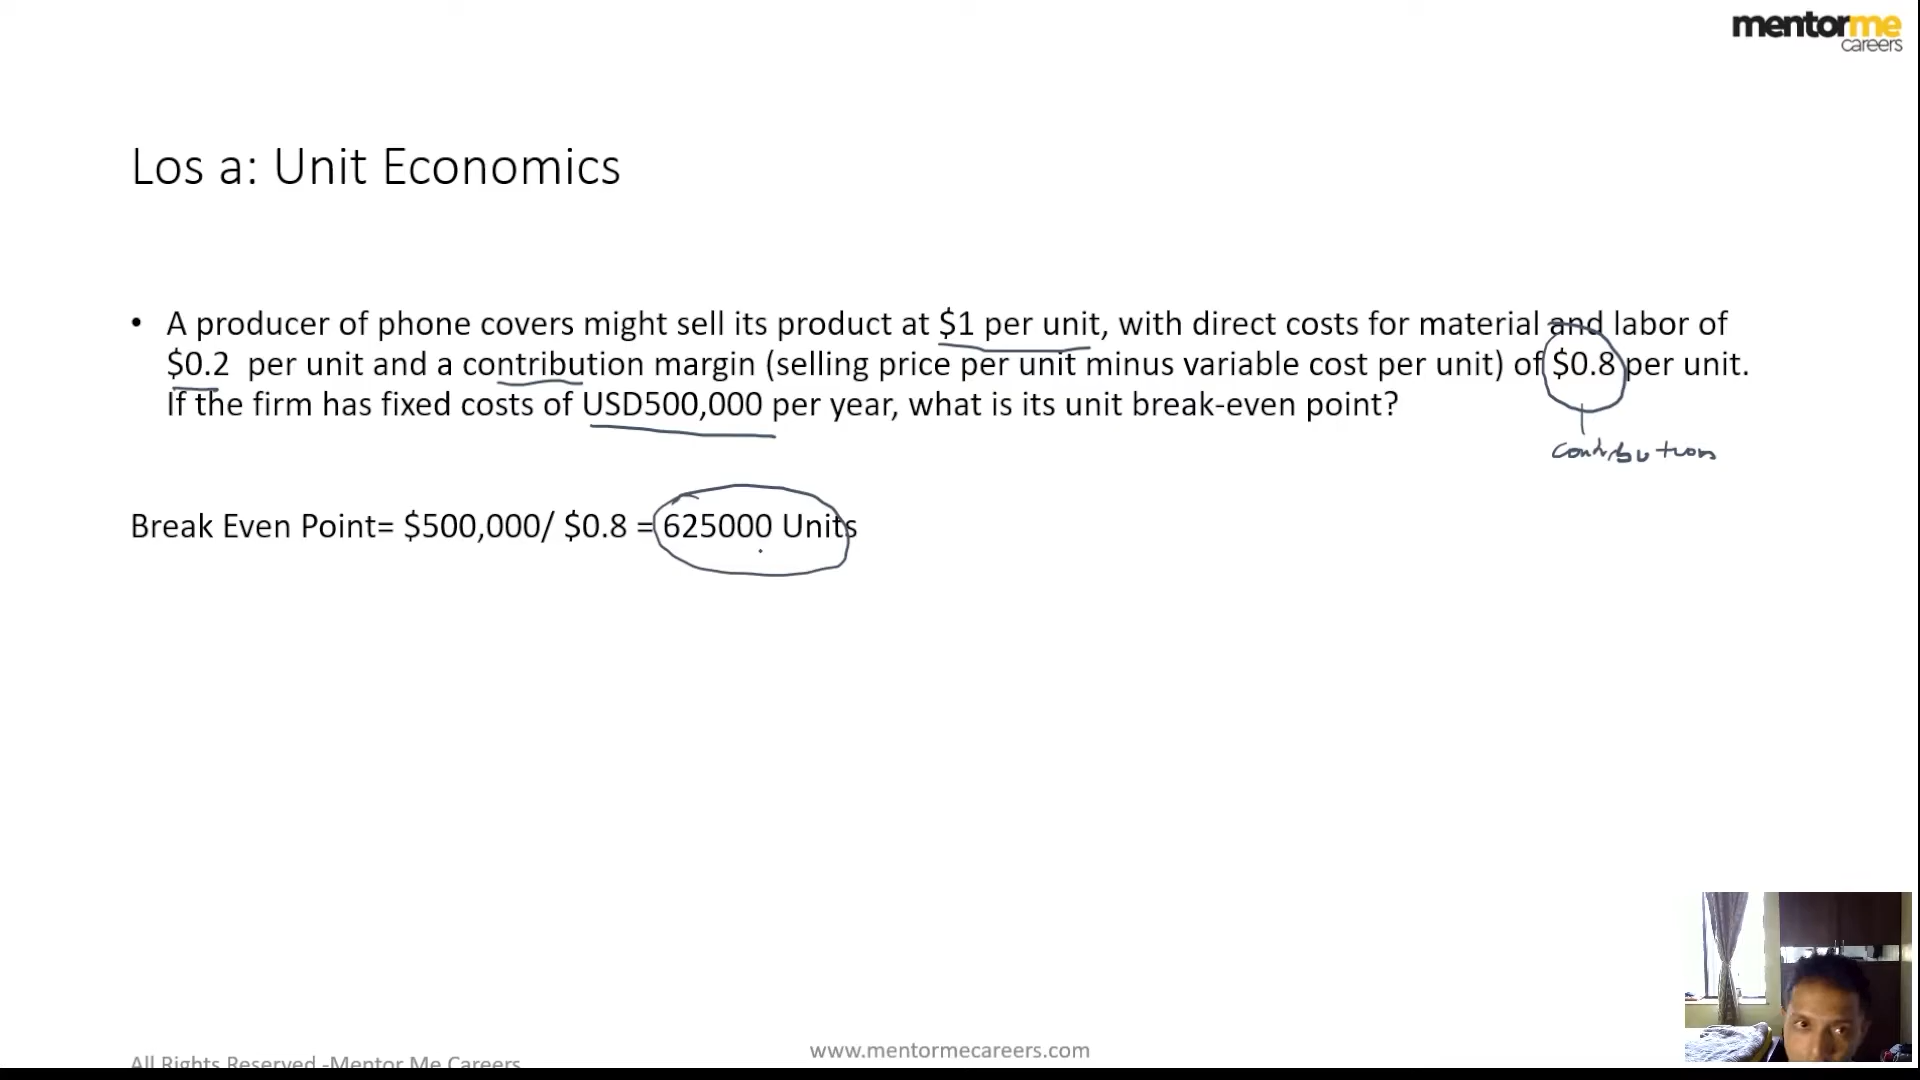 mentorme
careers
Los a: Unit Economics
• A producer of phone covers might sell its product at $1 per unit, with direct costs for material and labor of
$0.2 per unit and a contribution margin (selling price per unit minus variable cost per unit) of $0.8 per unit.
If the firm has fixed costs of USD500,000 per year, what is its unit break-even point?
contribution
Break Even Point= $500,000/ $0.8 = 625000 Units
www.mentormecareers.com
All Rights Reserved -Mentor Me Careers